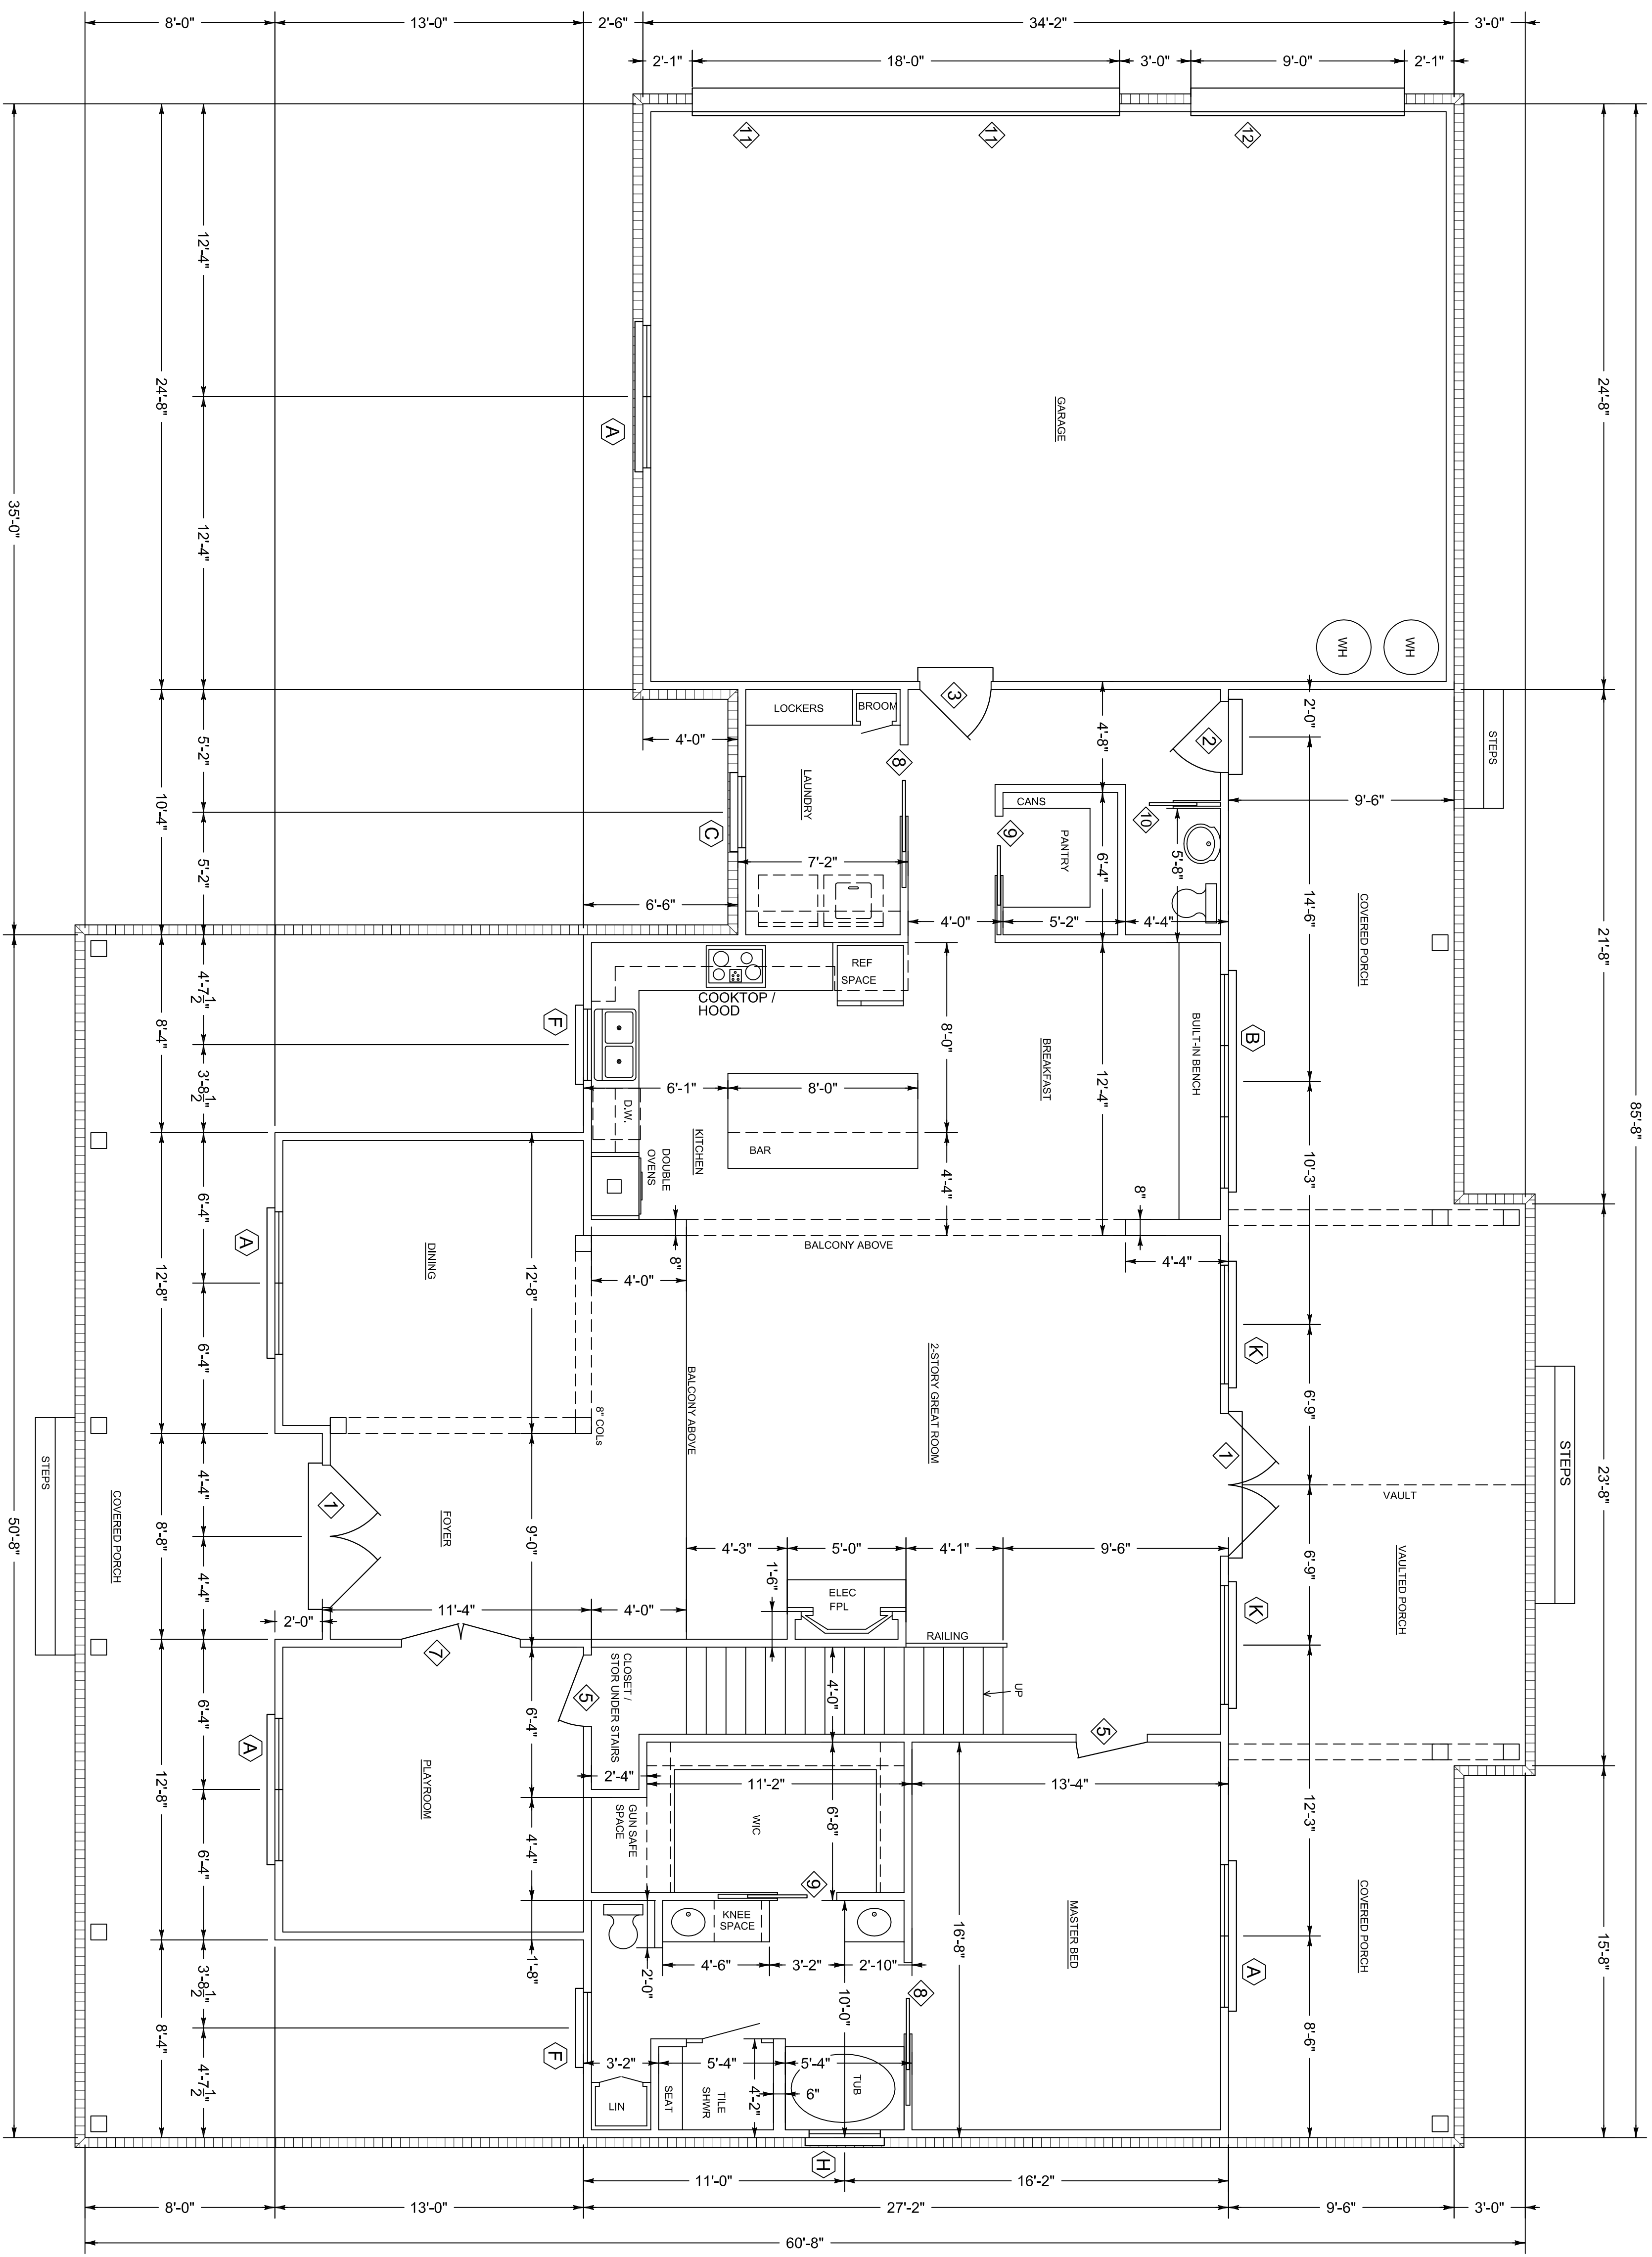 8'-0"
13'-0"
2'-6"
34'-2"
3'-0"
2'-1"
18'-0"
3'-0"
9'-0"
2'-1"
11
11
12
12'-4"
24'-8"
24'-8"
35'-0"
A
GARAGE
12'-4"
WH
WH
LOCKERS
BROOM
3
4'-8"
2
2'-0"
STEPS
4'-0"
5'-2"
10'-4"
LAUNDRY
8
CANS
PANTRY
9
10
9'-6"
C
7'-2"
6'-4"
5'-8"
5'-2"
6'-6"
4'-0"
5'-2"
4'-4"
14'-6"
COVERED PORCH
21'-8"
4'-7 1/2"
8'-4"
3'-8 1/2"
REF
SPACE
COOKTOP /
HOOD
F
8'-0"
BREAKFAST
BUILT-IN BENCH
B
12'-4"
6'-1"
8'-0"
D.W.
KITCHEN
BAR
DOUBLE
OVENS
4'-4"
8"
10'-3"
85'-8"
6'-4"
A
DINING
12'-8"
12'-8"
8"
4'-0"
BALCONY ABOVE
4'-4"
K
6'-4"
BALCONY ABOVE
2-STORY GREAT ROOM
6'-9"
8" COLs
1
VAULT
STEPS
23'-8"
STEPS
COVERED PORCH
4'-4"
8'-8"
1
FOYER
9'-0"
50'-8"
4'-3"
5'-0"
4'-1"
9'-6"
6'-9"
VAULTED PORCH
4'-4"
1'-6"
ELEC
FPL
K
2'-0"
11'-4"
4'-0"
RAILING
7
CLOSET /
STOR UNDER STAIRS
5
4'-0"
UP
5
6'-4"
6'-4"
A
PLAYROOM
12'-8"
2'-4"
11'-2"
13'-4"
GUN SAFE
SPACE
WIC
6'-8"
12'-3"
6'-4"
4'-4"
9
KNEE
SPACE
MASTER BED
16'-8"
COVERED PORCH
A
15'-8"
1'-8"
2'-0"
4'-6"
3'-2"
2'-10"
10'-0"
8
3'-8 1/2"
8'-4"
4'-7 1/2"
F
3'-2"
5'-4"
5'-4"
8'-6"
LIN
SEAT
TILE
SHWR
4'-2"
6"
TUB
H
11'-0"
16'-2"
8'-0"
13'-0"
27'-2"
9'-6"
3'-0"
60'-8"